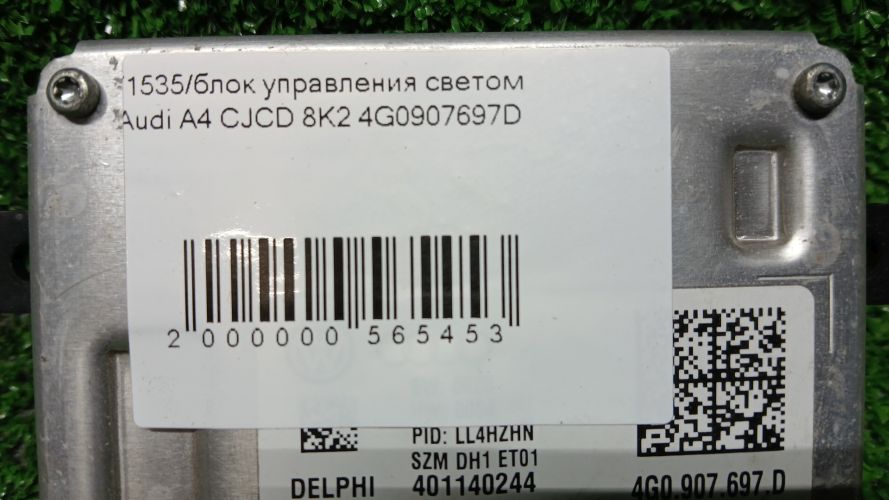 1535/блок управления светом
Audi A4 CJCD 8K2 4G0907697D
2 000000 565453
PID: LL4HZHN
SZM DH1 ET01
DELPHI 401140244 4G0.907.697.D